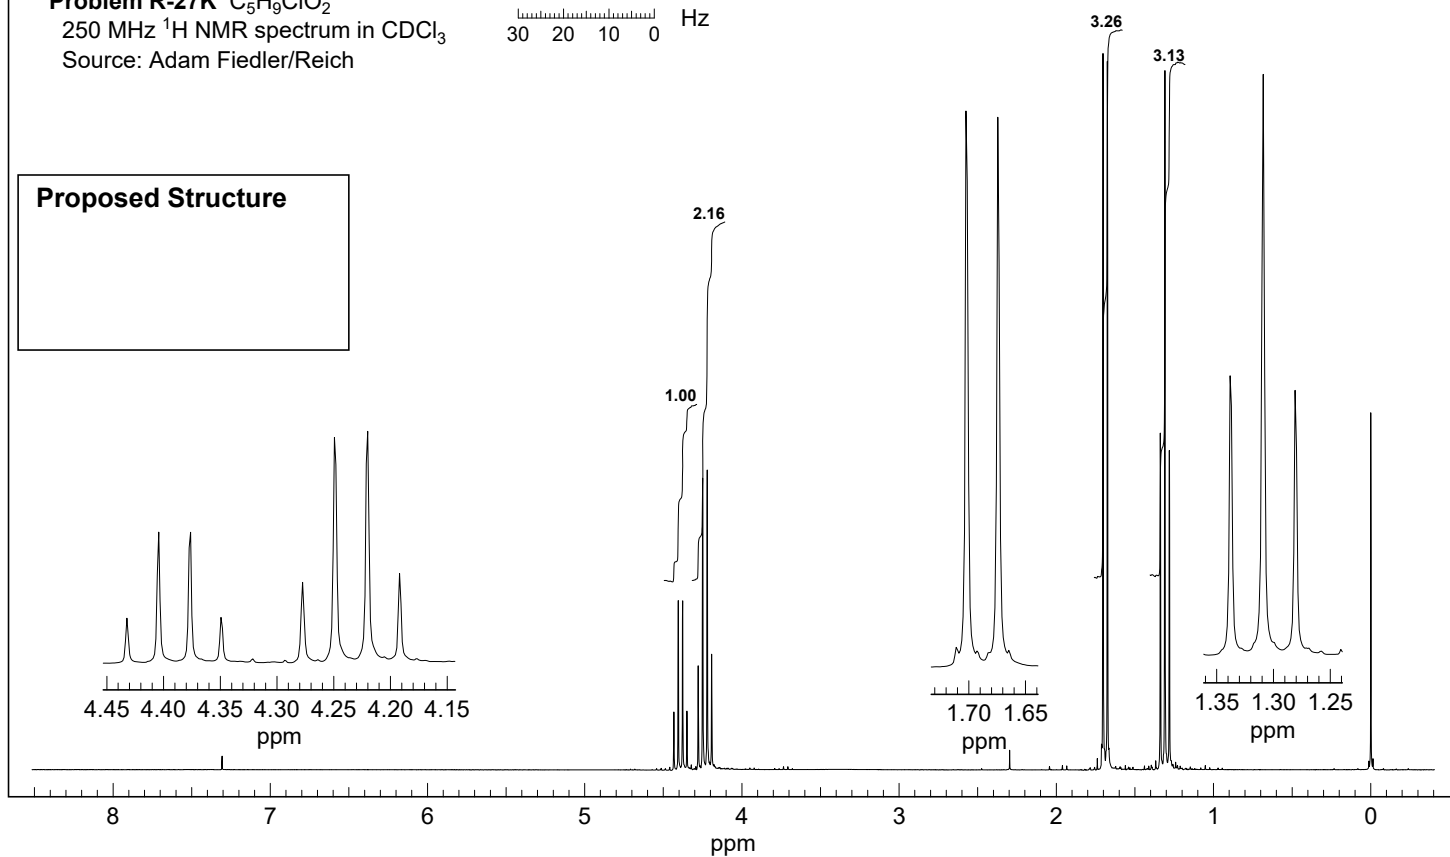 Problem R-27K C₅H₉ClO₂
250 MHz ¹H NMR spectrum in CDCl₃
Source: Adam Fiedler/Reich
30 20 10 0 Hz
3.26
3.13
Proposed Structure
2.16
1.00
4.45 4.40 4.35 4.30 4.25 4.20 4.15
ppm
1.70 1.65
ppm
1.35 1.30 1.25
ppm
8 7 6 5 4 3 2 1 0
ppm